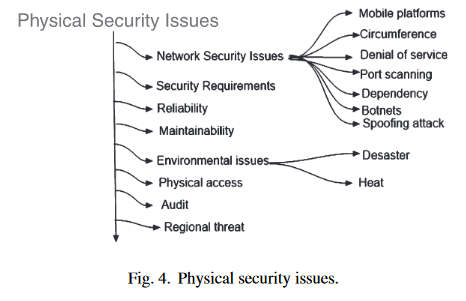 Physical Security Issues
Mobile platforms
Circumference
Network Security Issues
Denial of service
Port scanning
Security Requirements
Dependency
Reliability
Botnets
Maintainability
Spoofing attack
Environmental issues
Desaster
Physical access
Heat
Audit
Regional threat
Fig. 4. Physical security issues.